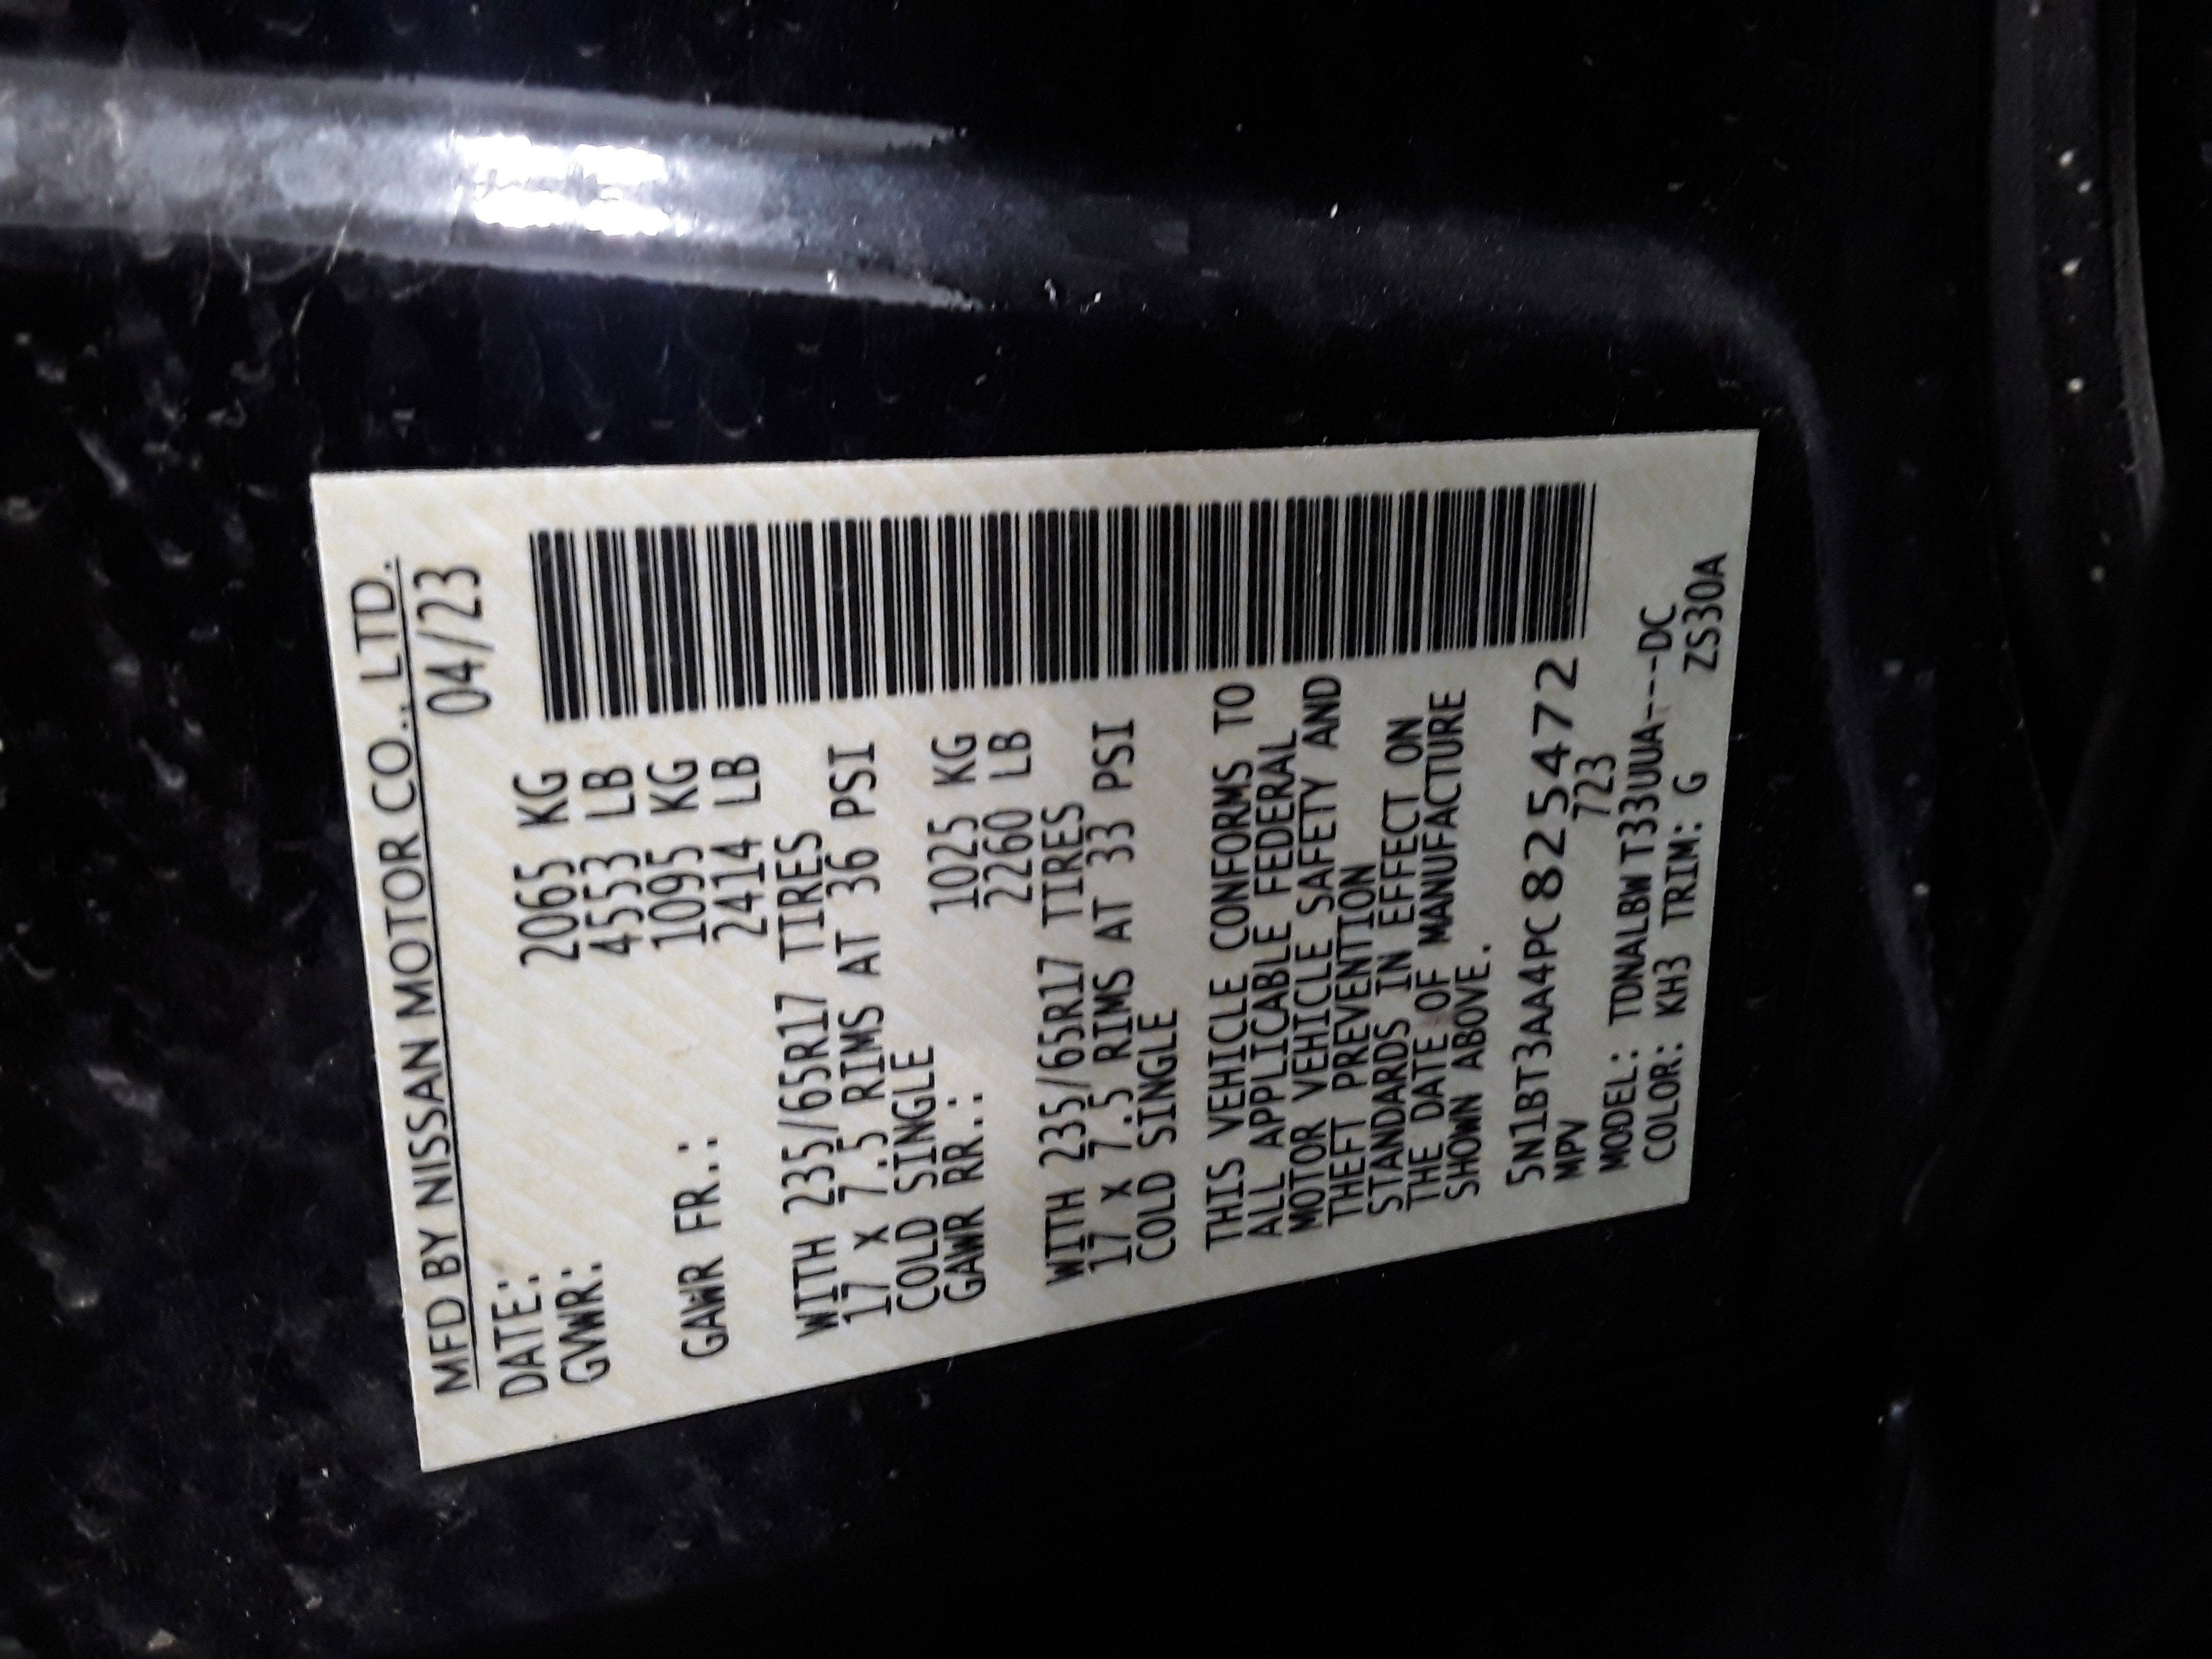 MFD BY NISSAN MOTOR CO., LTD.
DATE: 04/23
GVWR: 2065 KG
4553 LB
GAWR FR.: 1095 KG
2414 LB
WITH 235/65R17 TIRES
17 x 7.5 RIMS AT 36 PSI
COLD SINGLE
GAWR RR.: 1025 KG
2260 LB
WITH 235/65R17 TIRES
17 x 7.5 RIMS AT 33 PSI
COLD SINGLE
THIS VEHICLE CONFORMS TO
ALL APPLICABLE FEDERAL
MOTOR VEHICLE SAFETY AND
THEFT PREVENTION
STANDARDS IN EFFECT ON
THE DATE OF MANUFACTURE
SHOWN ABOVE.
5N1BT3AA4PC825472
MPV 723
MODEL: TDNALBWT33UUA----DC
COLOR: KH3 TRIM: G ZS30A